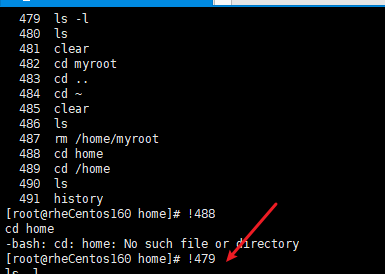 479 ls -l
480 ls
481 clear
482 cd myroot
483 cd ..
484 cd ~
485 clear
486 ls
487 rm /home/myroot
488 cd home
489 cd /home
490 ls
491 history
[root@rheCentos160 home]# !488
cd home
-bash: cd: home: No such file or directory
[root@rheCentos160 home]# !479
ls -l